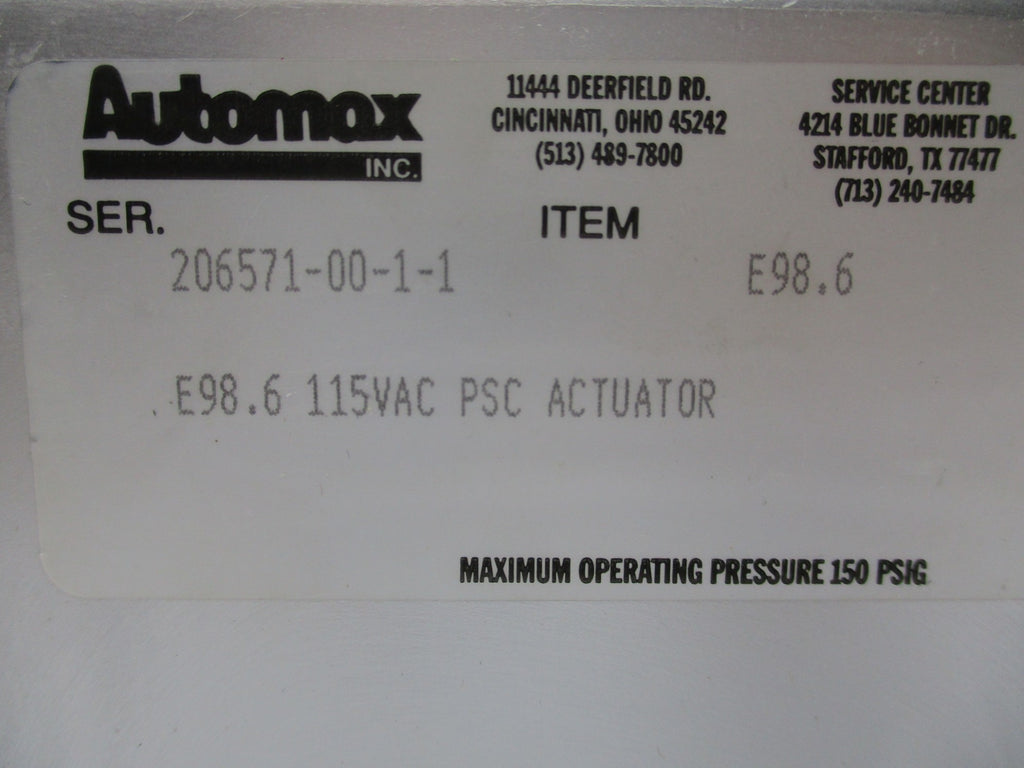 Automax
INC.
11444 DEERFIELD RD.
CINCINNATI, OHIO 45242
(513) 489-7800
SERVICE CENTER
4214 BLUE BONNET DR.
STAFFORD, TX 77477
(713) 240-7484
SER.
ITEM
206571-00-1-1
E98.6
E98.6 115VAC PSC ACTUATOR
MAXIMUM OPERATING PRESSURE 150 PSIG